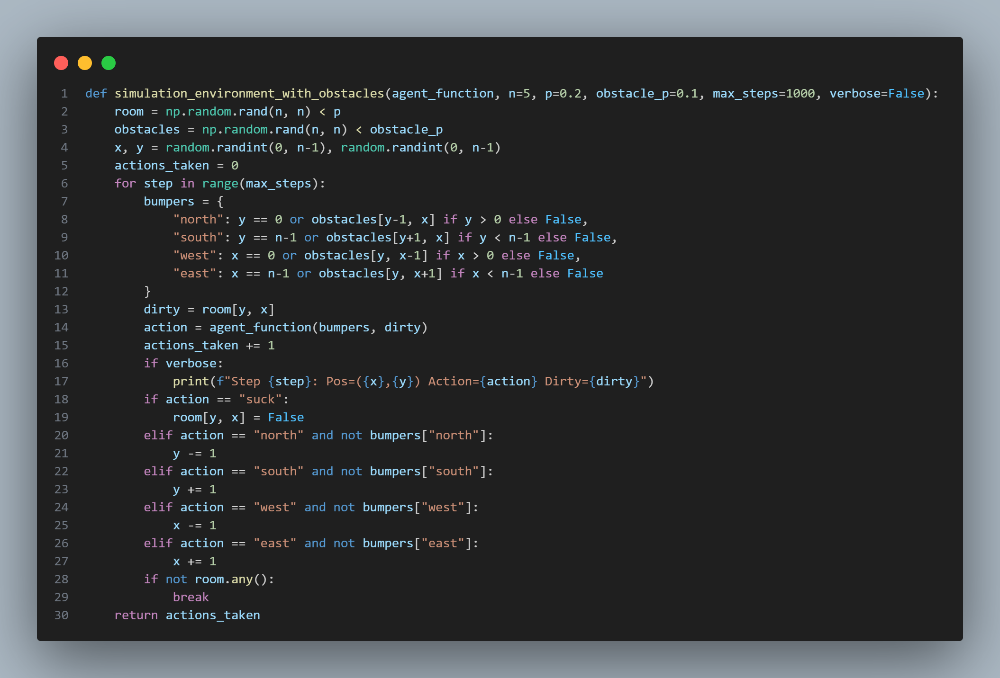 1 def simulation_environment_with_obstacles(agent_function, n=5, p=0.2, obstacle_p=0.1, max_steps=1000, verbose=False):
2     room = np.random.rand(n, n) < p
3     obstacles = np.random.rand(n, n) < obstacle_p
4     x, y = random.randint(0, n-1), random.randint(0, n-1)
5     actions_taken = 0
6     for step in range(max_steps):
7         bumpers = {
8             "north": y == 0 or obstacles[y-1, x] if y > 0 else False,
9             "south": y == n-1 or obstacles[y+1, x] if y < n-1 else False,
10             "west": x == 0 or obstacles[y, x-1] if x > 0 else False,
11             "east": x == n-1 or obstacles[y, x+1] if x < n-1 else False
12         }
13         dirty = room[y, x]
14         action = agent_function(bumpers, dirty)
15         actions_taken += 1
16         if verbose:
17             print(f"Step {step}: Pos=({x},{y}) Action={action} Dirty={dirty}")
18         if action == "suck":
19             room[y, x] = False
20         elif action == "north" and not bumpers["north"]:
21             y -= 1
22         elif action == "south" and not bumpers["south"]:
23             y += 1
24         elif action == "west" and not bumpers["west"]:
25             x -= 1
26         elif action == "east" and not bumpers["east"]:
27             x += 1
28         if not room.any():
29             break
30     return actions_taken